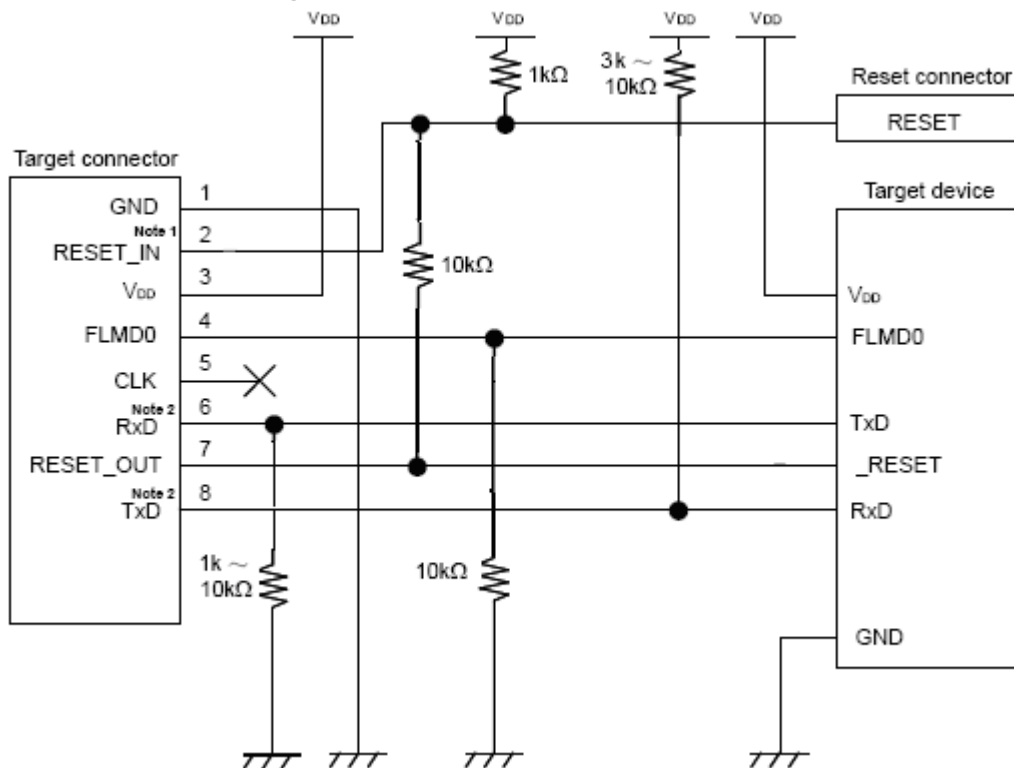 VDD VDD VDD VDD
1kΩ
3k ~
10kΩ
Reset connector
RESET
Target connector
Target device
GND 1
Note 1
RESET_IN 2
VDD 3
FLMD0 4
CLK 5
Note 2
RxD 6
RESET_OUT 7
Note 2
TxD 8
10kΩ
VDD
FLMD0
TxD
_RESET
RxD
GND
1k ~
10kΩ
10kΩ